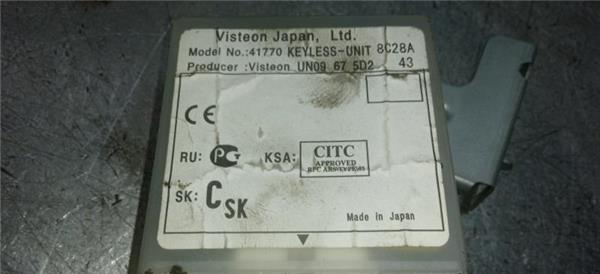 Visteon Japan, Ltd.
Model No.:41770 KEYLESS-UNIT 8C28A
Producer :Visteon UN09 67 5D2 43
CE
RU: PG KSA: CITC
APPROVED
SK: CSK
Made in Japan